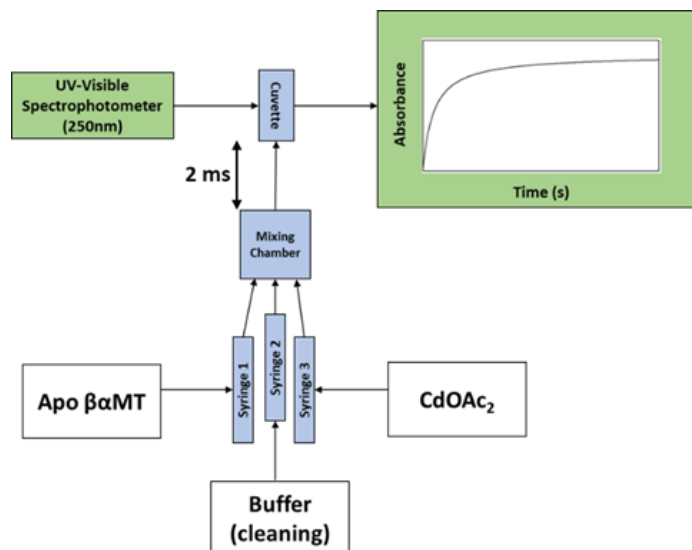 UV-Visible
Spectrophotometer
(250nm)
Cuvette
Absorbance
Time (s)
2 ms
Mixing
Chamber
Syringe 1
Syringe 2
Syringe 3
Apo βαMT
CdOAc₂
Buffer
(cleaning)